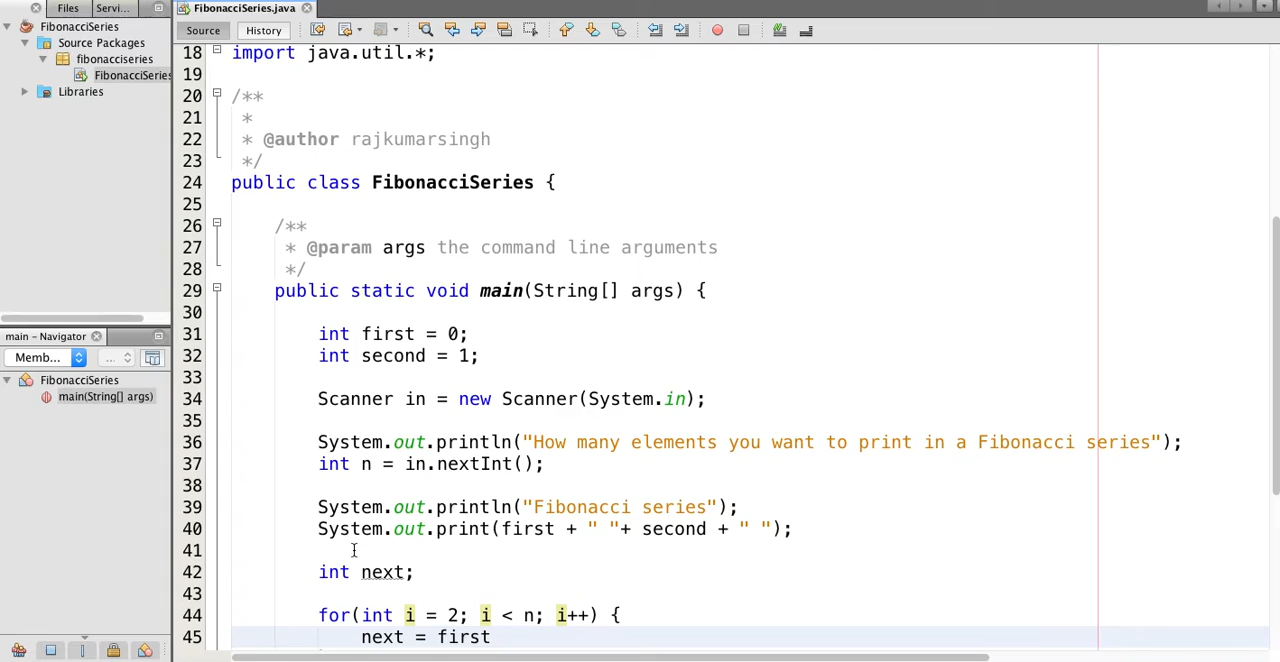 Files Servi...
FibonacciSeries.java
FibonacciSeries
Source Packages
fibonacciseries
FibonacciSeries
Libraries
main – Navigator
Memb... ...
FibonacciSeries
main(String[] args)
Source History
18 import java.util.*;
19
20 /**
21 *
22 * @author rajkumarsingh
23 */
24 public class FibonacciSeries {
25
26 /**
27 * @param args the command line arguments
28 */
29 public static void main(String[] args) {
30
31 int first = 0;
32 int second = 1;
33
34 Scanner in = new Scanner(System.in);
35
36 System.out.println("How many elements you want to print in a Fibonacci series");
37 int n = in.nextInt();
38
39 System.out.println("Fibonacci series");
40 System.out.print(first + " "+ second + " ");
41
42 int next;
43
44 for(int i = 2; i < n; i++) {
45 next = first